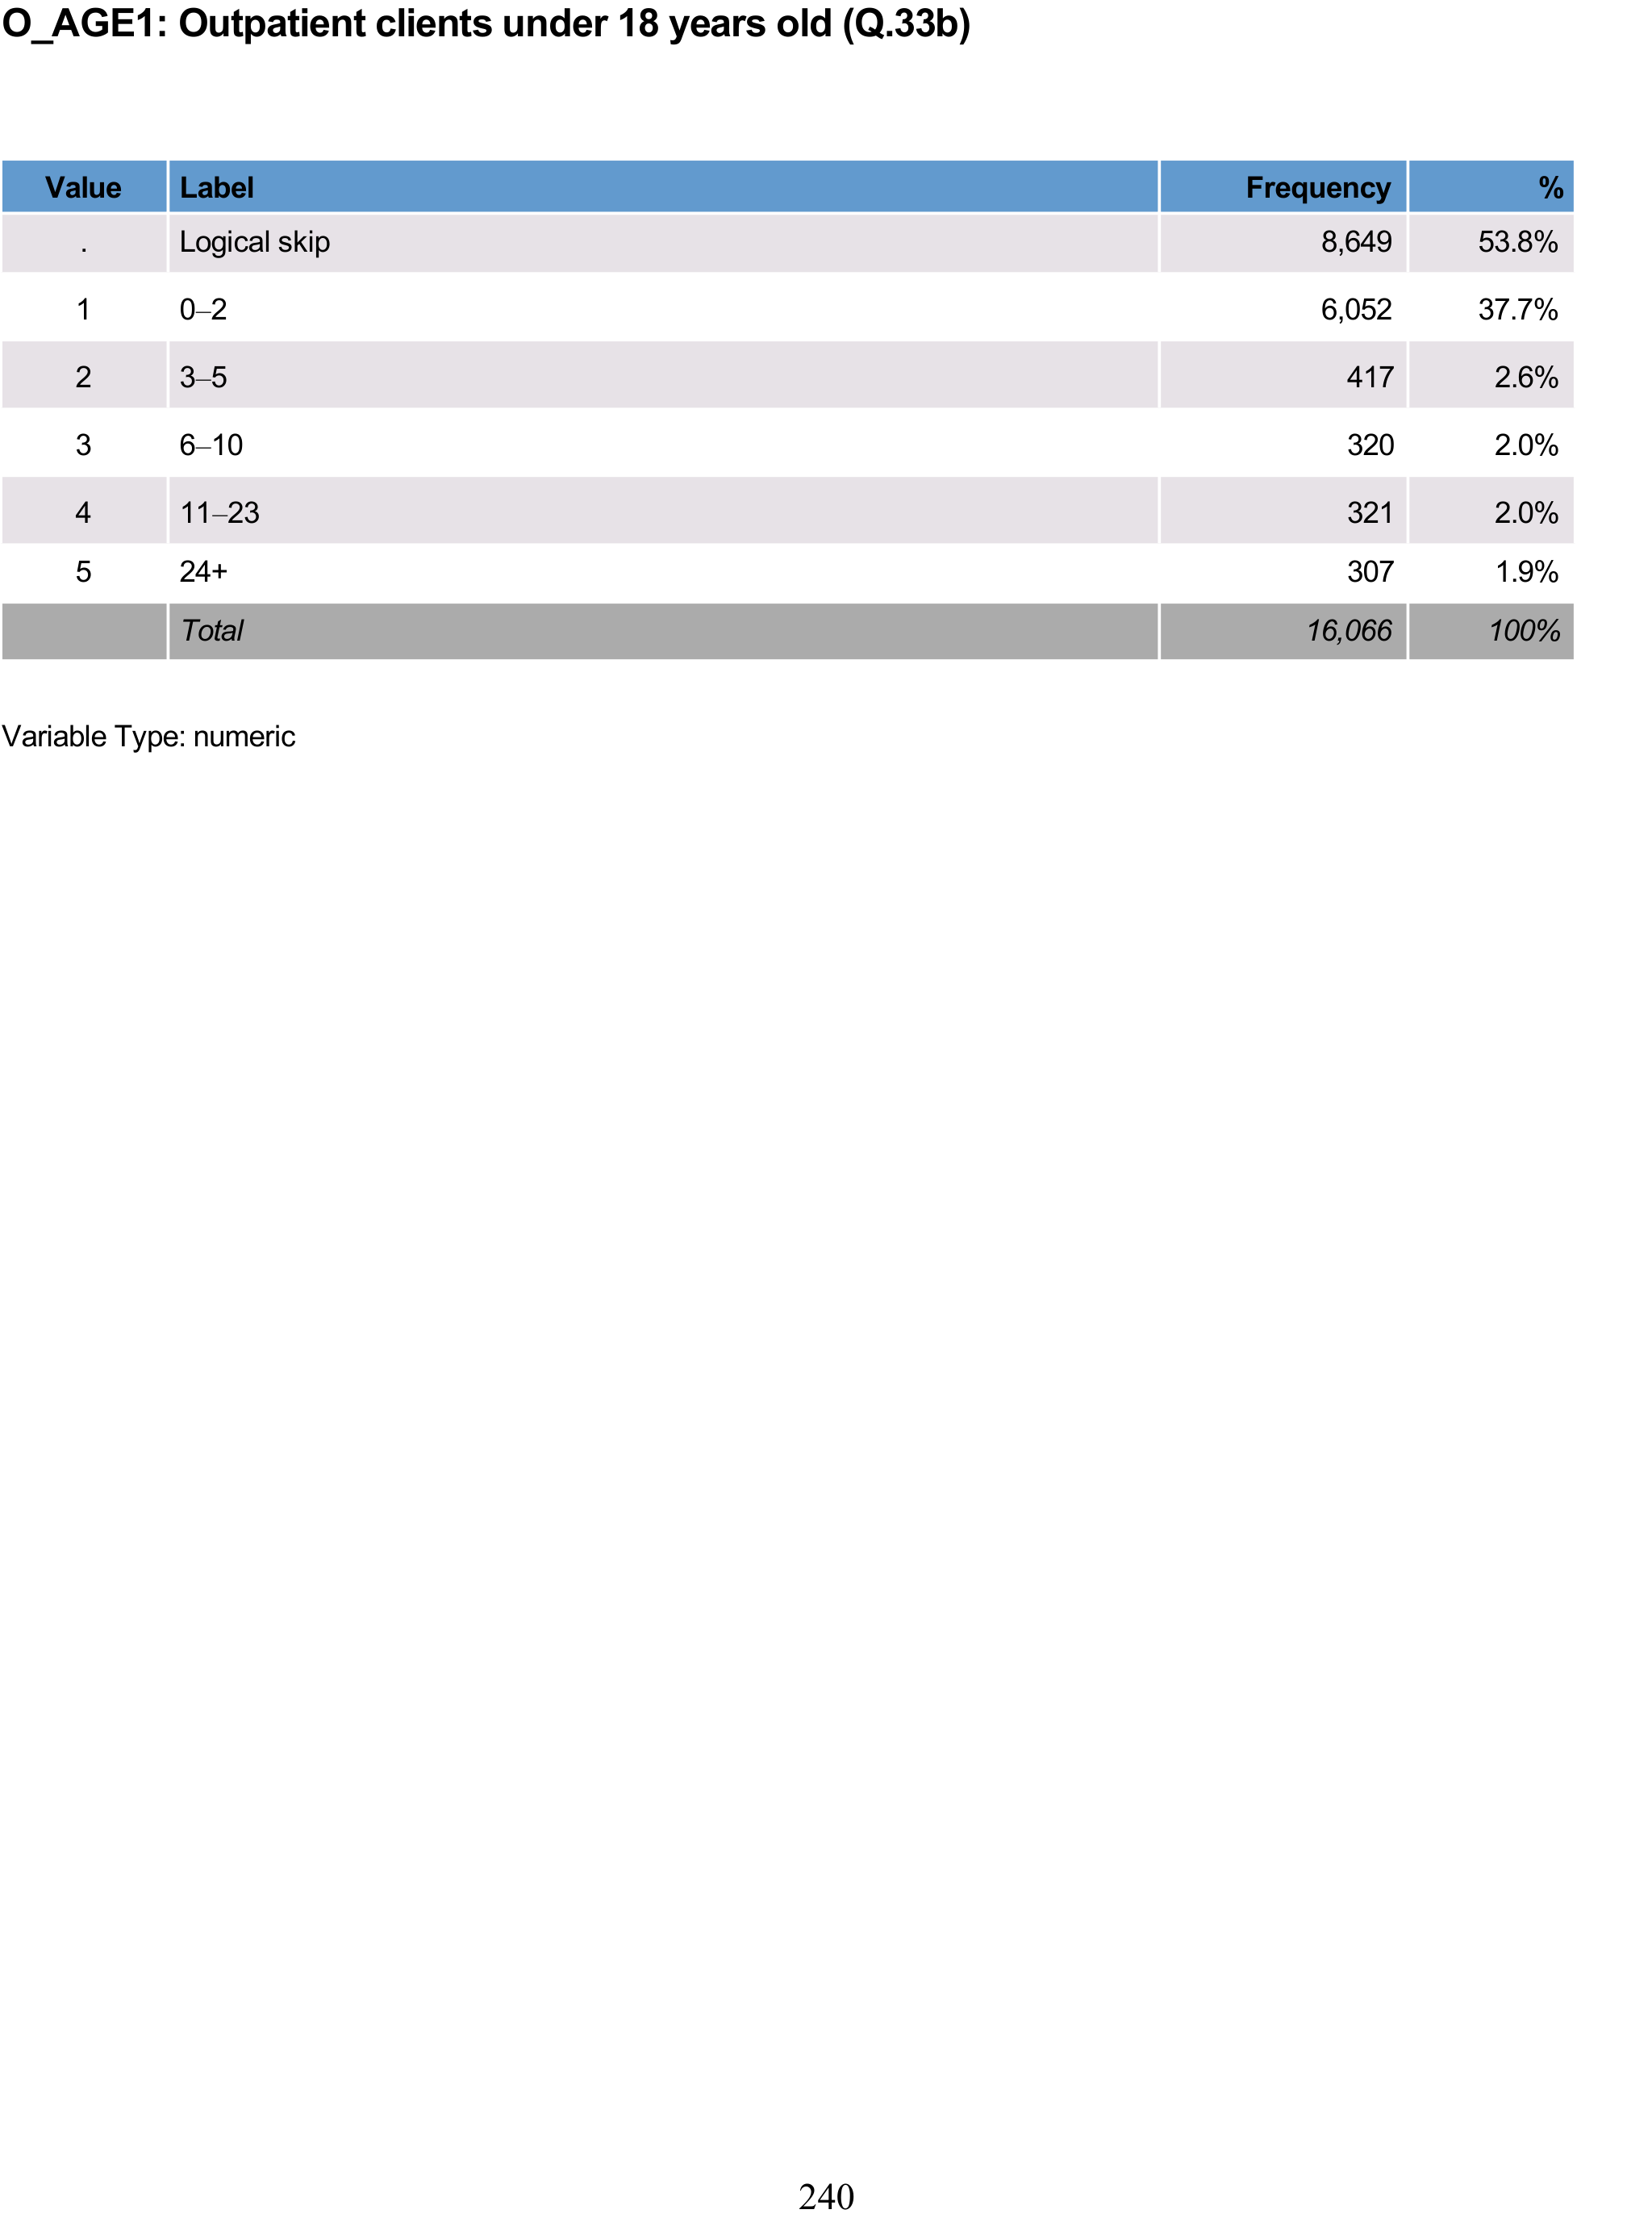 O_AGE1: Outpatient clients under 18 years old (Q.33b)
Value Label Frequency %
. Logical skip 8,649 53.8%
1 0–2 6,052 37.7%
2 3–5 417 2.6%
3 6–10 320 2.0%
4 11–23 321 2.0%
5 24+ 307 1.9%
Total 16,066 100%
Variable Type: numeric
240